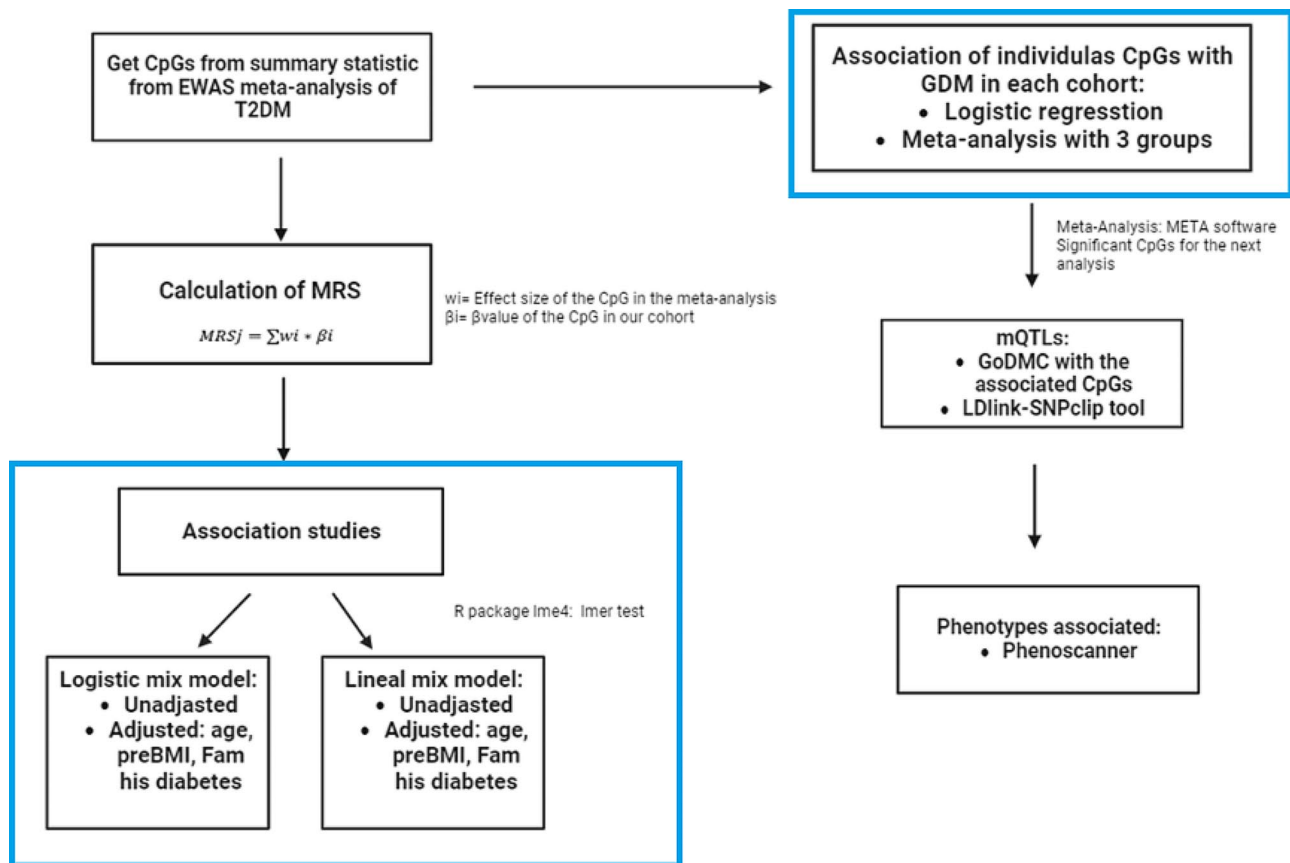 Get CpGs from summary statistic
from EWAS meta-analysis of
T2DM
Association of individulas CpGs with
GDM in each cohort:
• Logistic regresstion
• Meta-analysis with 3 groups
Meta-Analysis: META software
Significant CpGs for the next
analysis
Calculation of MRS
MRSj = ∑wi * βi
wi= Effect size of the CpG in the meta-analysis
βi= βvalue of the CpG in our cohort
mQTLs:
• GoDMC with the
associated CpGs
• LDlink-SNPclip tool
Association studies
R package lme4: lmer test
Logistic mix model:
• Unadjasted
• Adjusted: age,
preBMI, Fam
his diabetes
Lineal mix model:
• Unadjasted
• Adjusted: age,
preBMI, Fam
his diabetes
Phenotypes associated:
• Phenoscanner